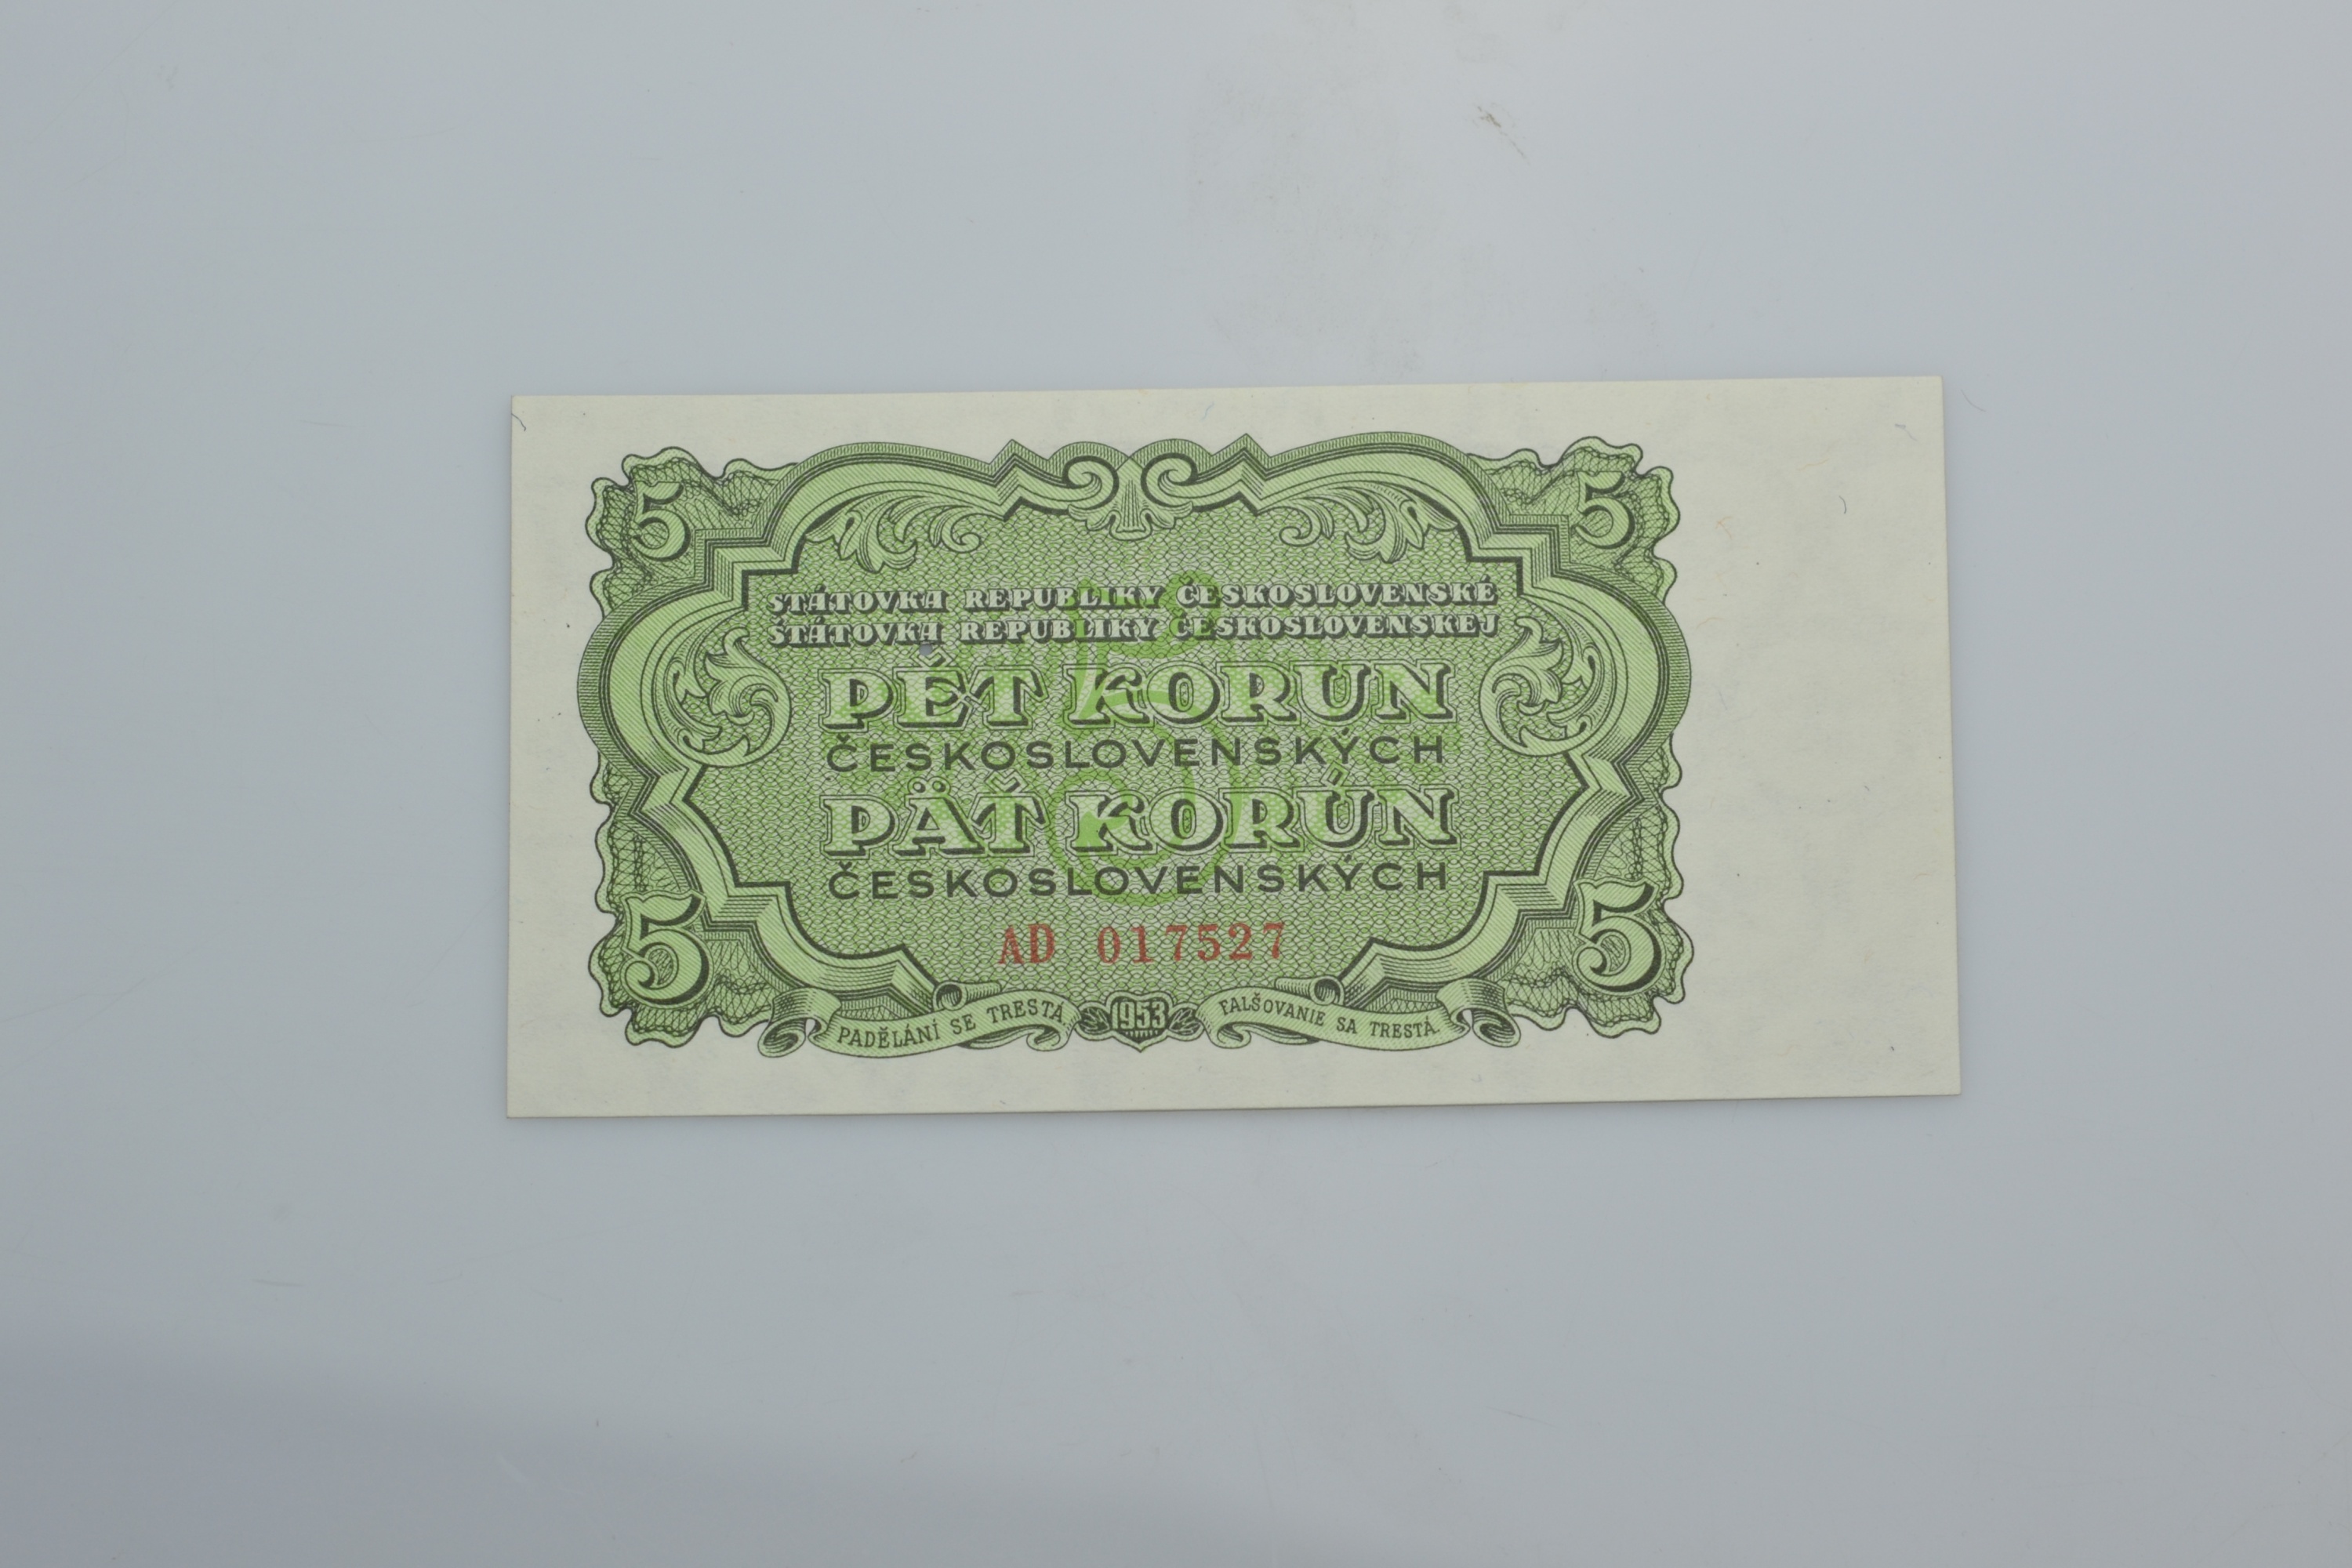 5 5
STÁTOVKA REPUBLIKY ČESKOSLOVENSKÉ
ŠTÁTOVKA REPUBLIKY ČESKOSLOVENSKEJ
PĚT KORUN
ČESKOSLOVENSKÝCH
PÄŤ KORÚN
ČESKOSLOVENSKÝCH
5 5
AD 017527
PADĚLÁNÍ SE TRESTÁ 1953 FALŠOVANIE SA TRESTÁ.